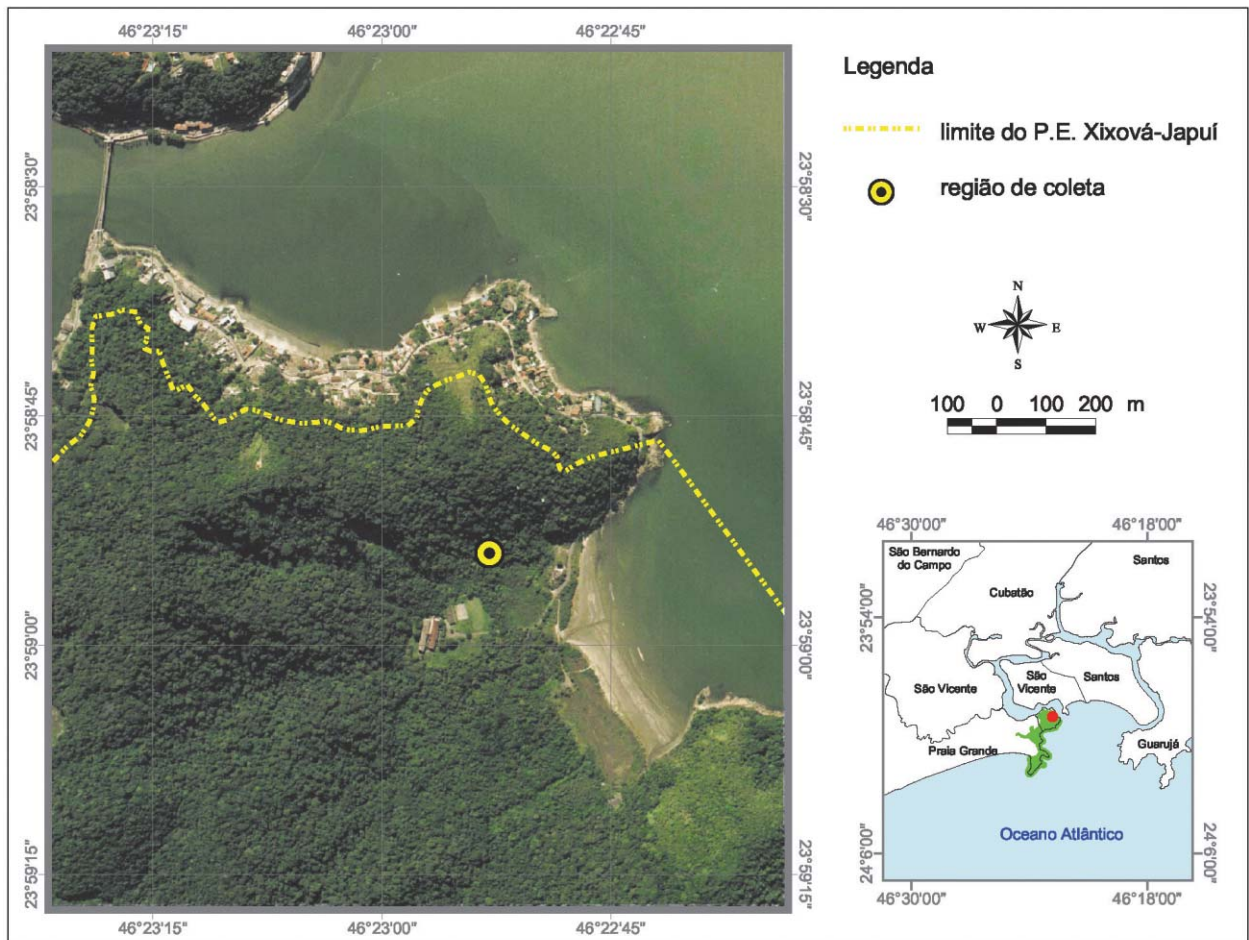 46°23'15"
46°23'00"
46°22'45"
23°58'30"
23°58'45"
23°59'00"
23°59'15"
23°58'30"
23°58'45"
23°59'00"
23°59'15"
46°23'15"
46°23'00"
46°22'45"
Legenda
limite do P.E. Xixová-Japuí
região de coleta
N
W
E
S
100 0 100 200 m
46°30'00"
46°18'00"
São Bernardo
do Campo
Santos
Cubatão
23°54'00"
23°54'00"
São
Vicente
Santos
São Vicente
Praia Grande
Guarujá
Oceano Atlântico
24°6'00"
24°6'00"
46°30'00"
46°18'00"